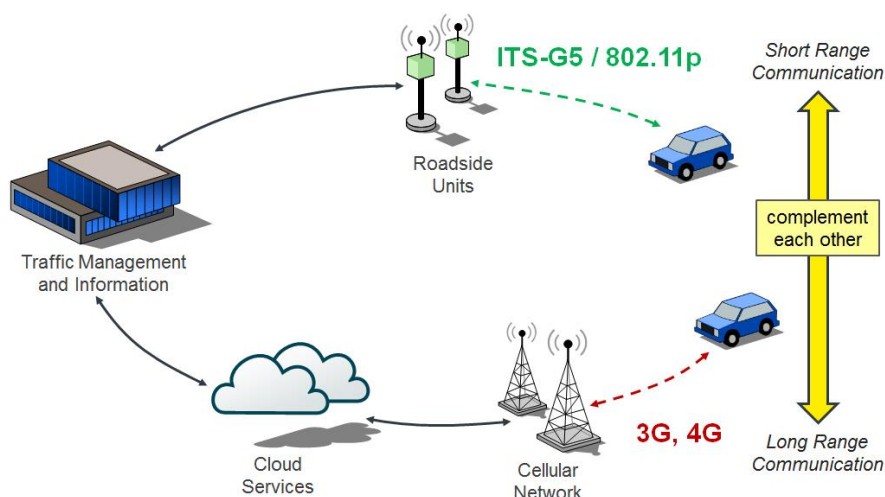 ITS-G5 / 802.11p
Short Range
Communication
Roadside
Units
complement
each other
Traffic Management
and Information
3G, 4G
Cloud
Services
Cellular
Network
Long Range
Communication